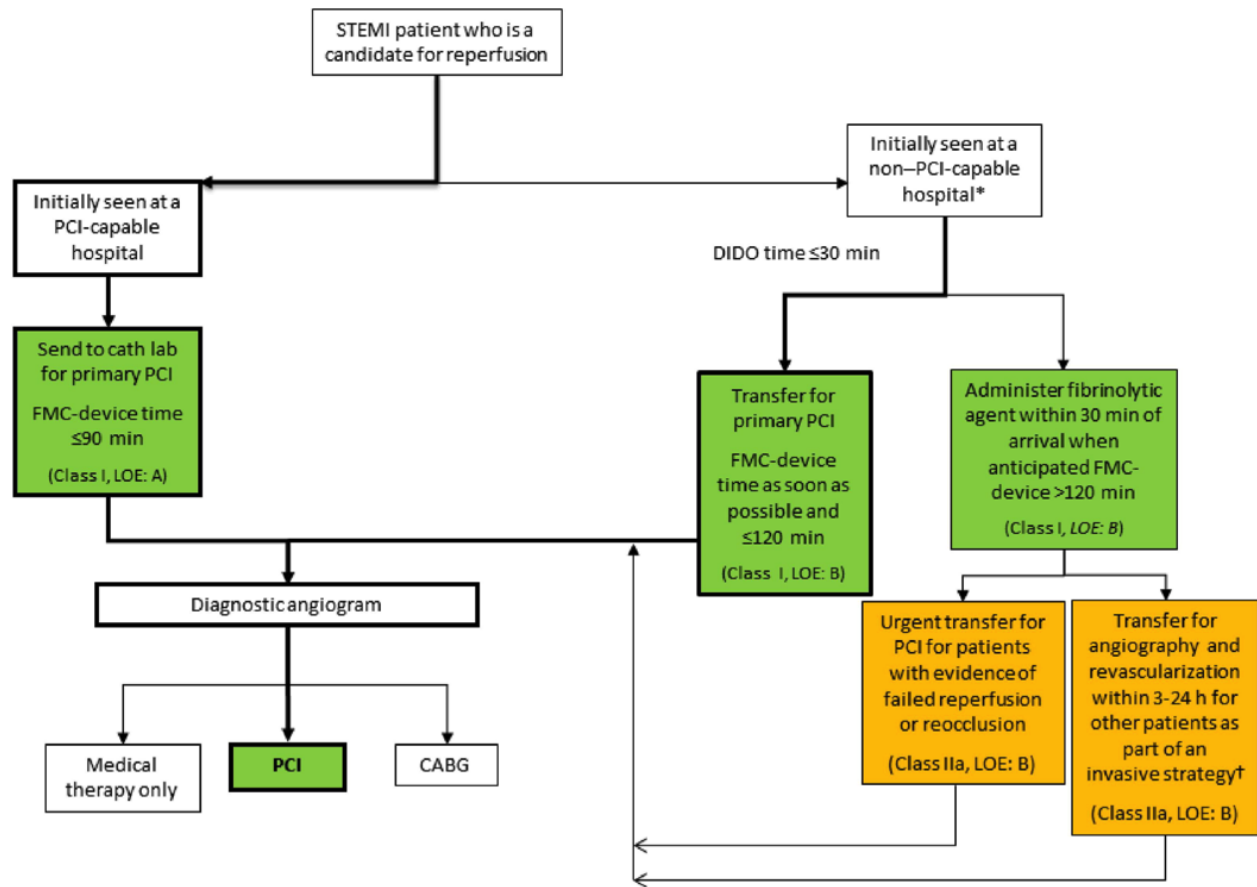 STEMI patient who is a
candidate for reperfusion
Initially seen at a
non–PCI-capable
hospital*
Initially seen at a
PCI-capable
hospital
DIDO time ≤30 min
Send to cath lab
for primary PCI
FMC-device time
≤90 min
(Class I, LOE: A)
Transfer for
primary PCI
FMC-device
time as soon as
possible and
≤120 min
(Class I, LOE: B)
Administer fibrinolytic
agent within 30 min of
arrival when
anticipated FMC-
device >120 min
(Class I, LOE: B)
Diagnostic angiogram
Urgent transfer for
PCI for patients
with evidence of
failed reperfusion
or reocclusion
(Class IIa, LOE: B)
Transfer for
angiography and
revascularization
within 3-24 h for
other patients as
part of an
invasive strategy†
(Class IIa, LOE: B)
Medical
therapy only
PCI
CABG